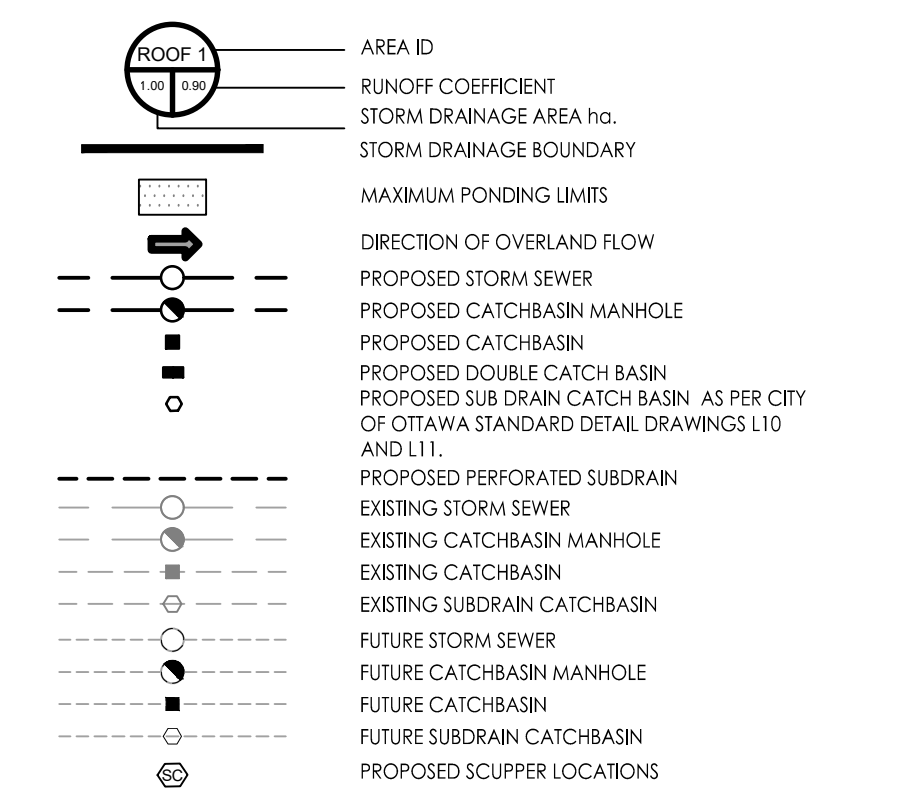 ROOF 1
1.00 0.90
AREA ID
RUNOFF COEFFICIENT
STORM DRAINAGE AREA ha.
STORM DRAINAGE BOUNDARY
MAXIMUM PONDING LIMITS
DIRECTION OF OVERLAND FLOW
PROPOSED STORM SEWER
PROPOSED CATCHBASIN MANHOLE
PROPOSED CATCHBASIN
PROPOSED DOUBLE CATCH BASIN
PROPOSED SUB DRAIN CATCH BASIN AS PER CITY
OF OTTAWA STANDARD DETAIL DRAWINGS L10
AND L11.
PROPOSED PERFORATED SUBDRAIN
EXISTING STORM SEWER
EXISTING CATCHBASIN MANHOLE
EXISTING CATCHBASIN
EXISTING SUBDRAIN CATCHBASIN
FUTURE STORM SEWER
FUTURE CATCHBASIN MANHOLE
FUTURE CATCHBASIN
FUTURE SUBDRAIN CATCHBASIN
SC PROPOSED SCUPPER LOCATIONS